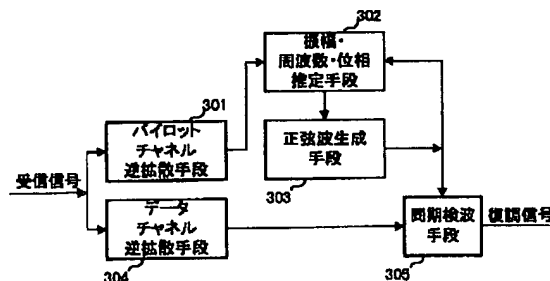 302
振幅・
周波数・位相
推定手段
301
パイロット
チャネル
逆拡散手段
正弦波生成
手段
303
受信信号
データ
チャネル
逆拡散手段
304
同期検波
手段
305
復調信号